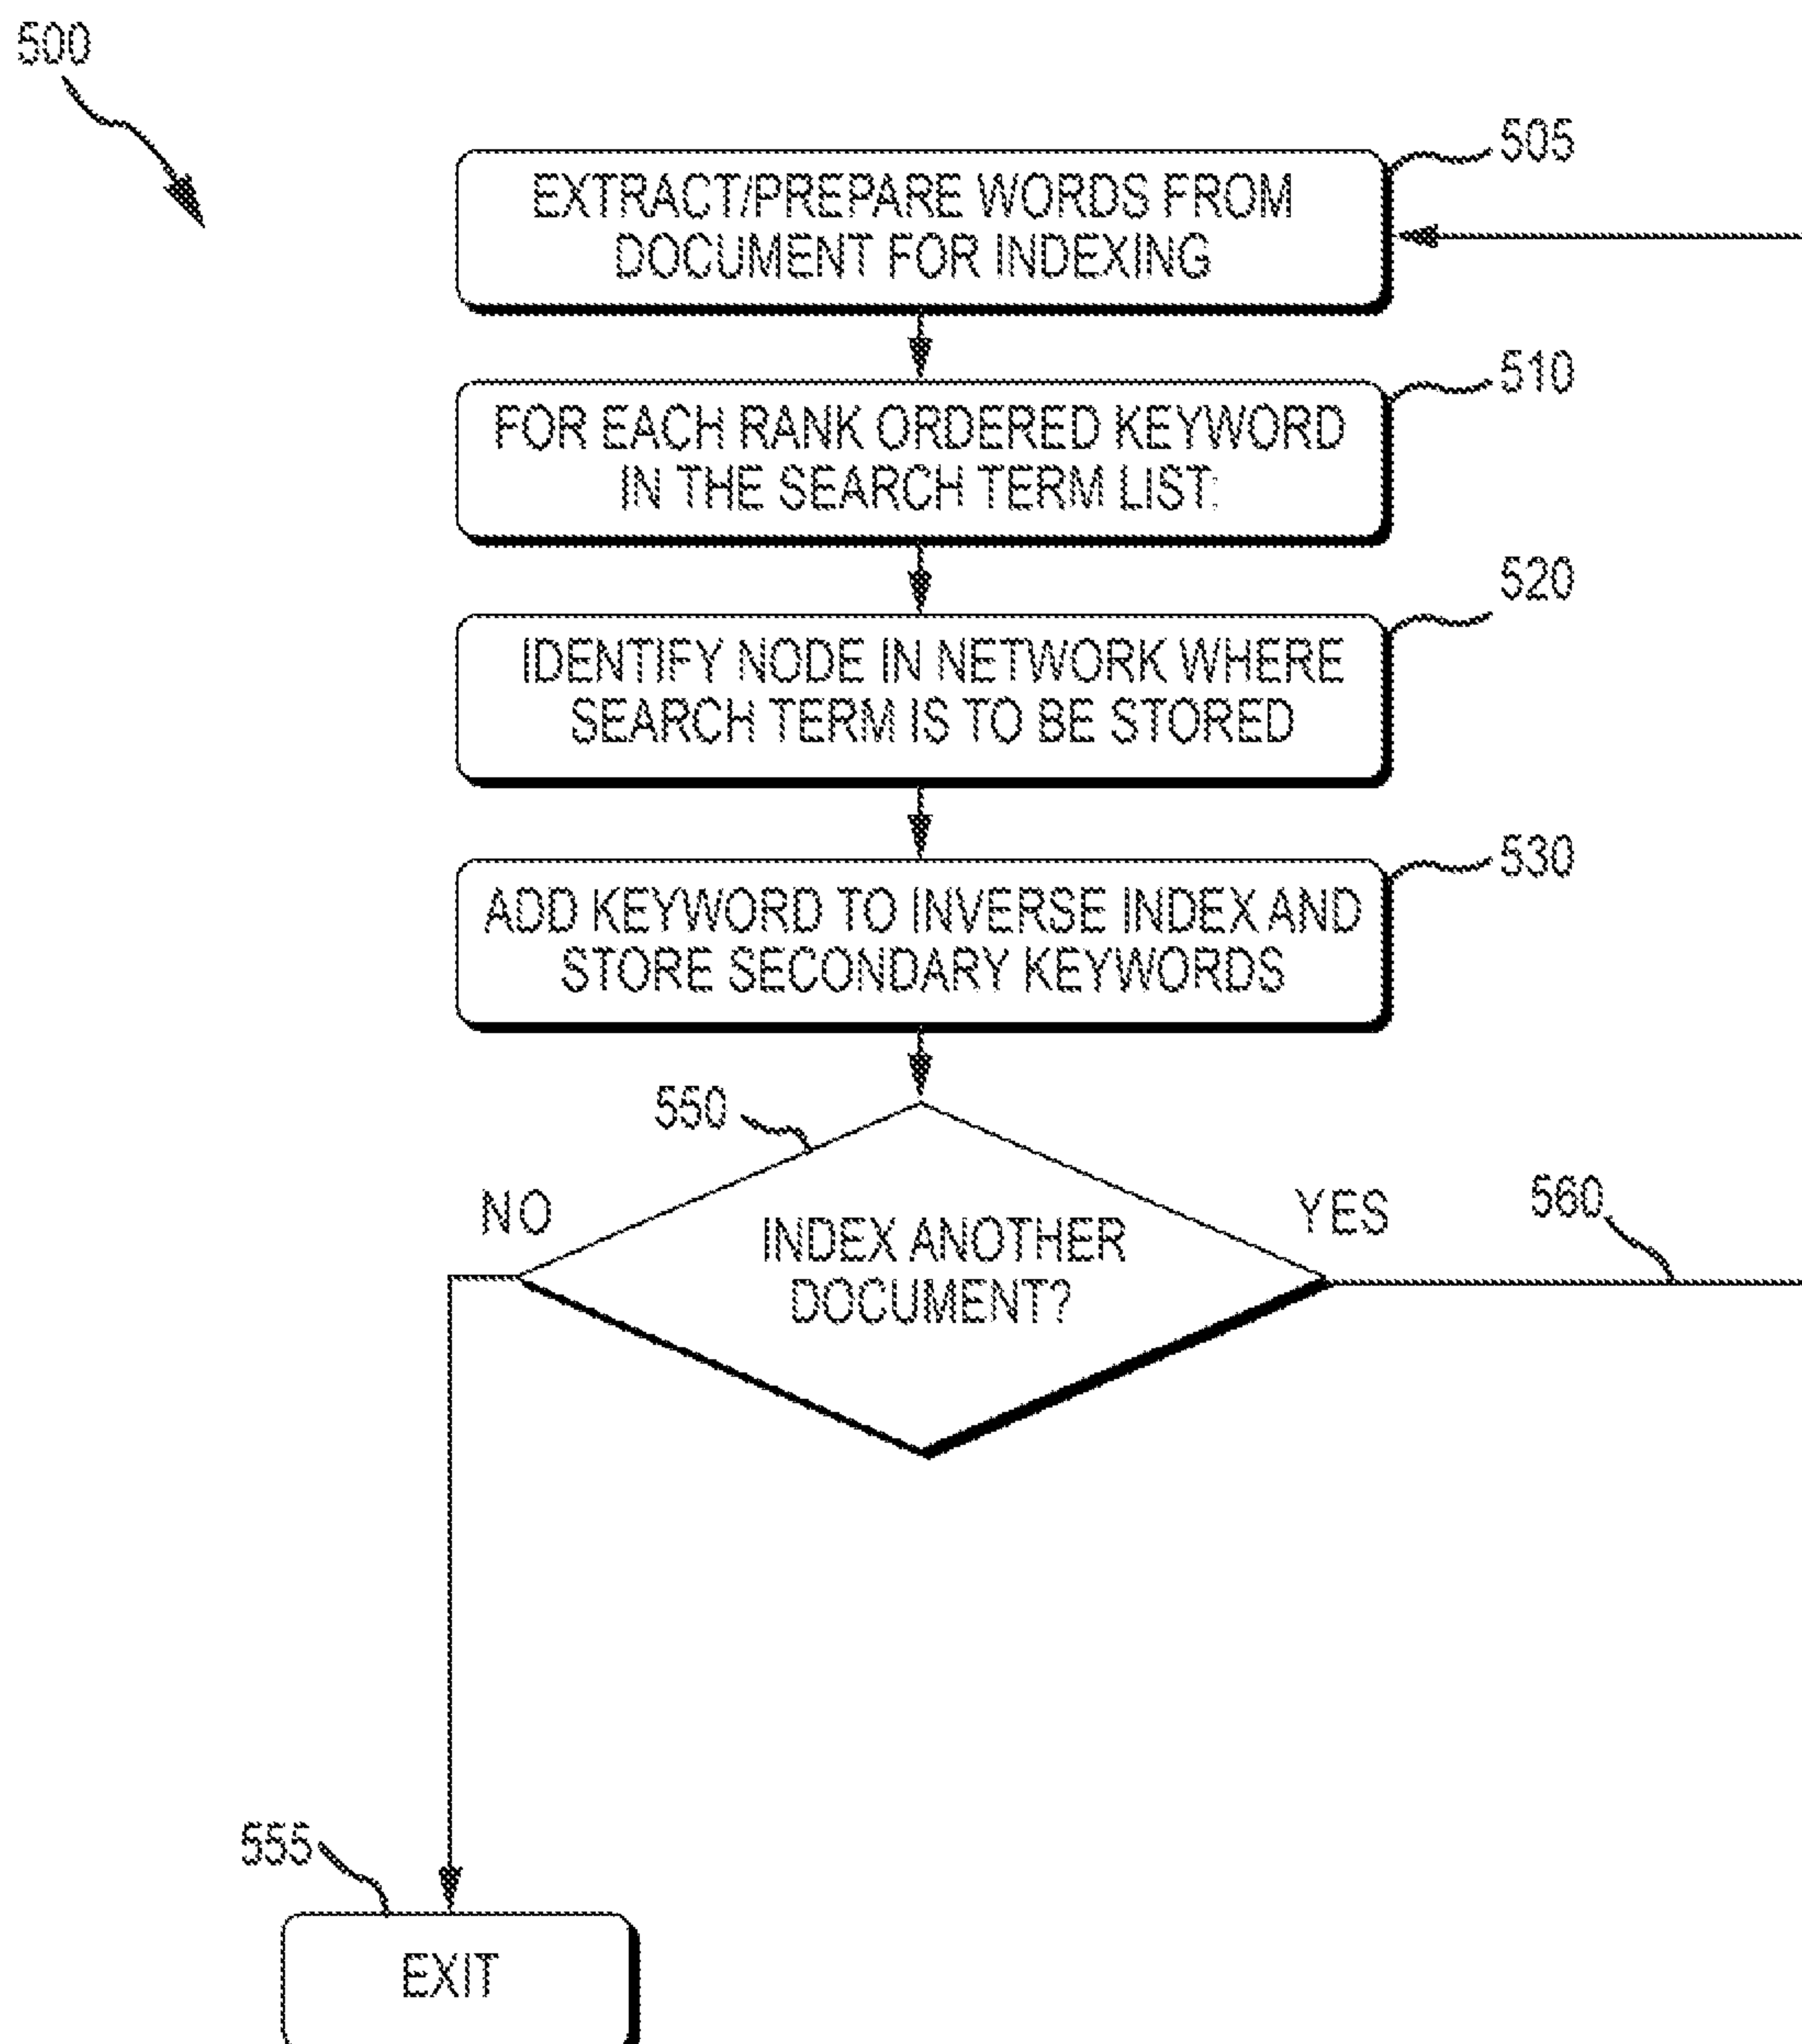 500
505
EXTRACT/PREPARE WORDS FROM
DOCUMENT FOR INDEXING
510
FOR EACH RANK ORDERED KEYWORD
IN THE SEARCH TERM LIST:
520
IDENTIFY NODE IN NETWORK WHERE
SEARCH TERM IS TO BE STORED
530
ADD KEYWORD TO INVERSE INDEX AND
STORE SECONDARY KEYWORDS
550
NO
YES
560
INDEX ANOTHER
DOCUMENT?
555
EXIT